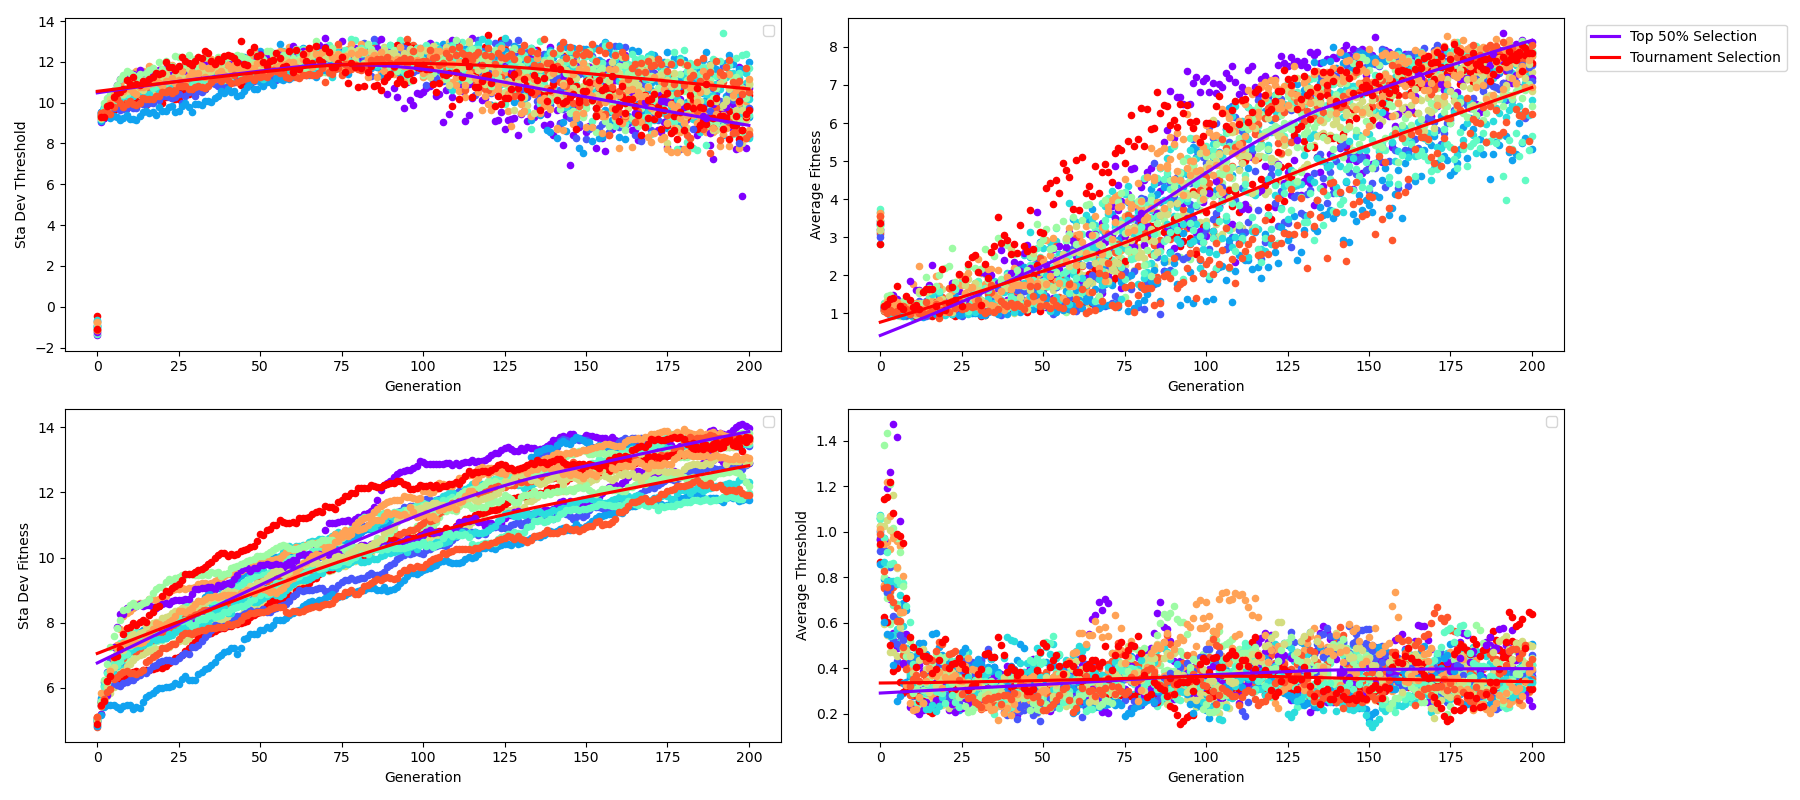 14
12
10
8
6
4
2
0
−2
Sta Dev Threshold
0 25 50 75 100 125 150 175 200
Generation
8
7
6
5
4
3
2
1
Average Fitness
0 25 50 75 100 125 150 175 200
Generation
Top 50% Selection
Tournament Selection
14
12
10
8
6
Sta Dev Fitness
0 25 50 75 100 125 150 175 200
Generation
1.4
1.2
1.0
0.8
0.6
0.4
0.2
Average Threshold
0 25 50 75 100 125 150 175 200
Generation